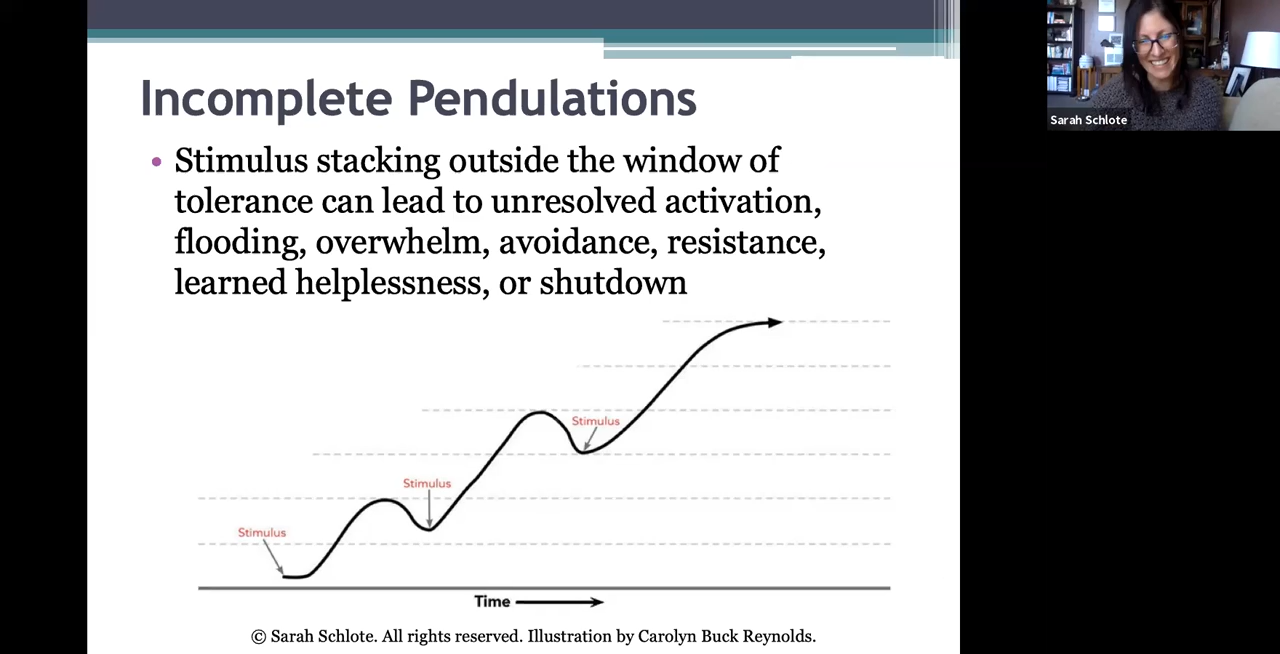 Incomplete Pendulations
• Stimulus stacking outside the window of
tolerance can lead to unresolved activation,
flooding, overwhelm, avoidance, resistance,
learned helplessness, or shutdown
Stimulus
Stimulus
Stimulus
Time
© Sarah Schlote. All rights reserved. Illustration by Carolyn Buck Reynolds.
Sarah Schlote